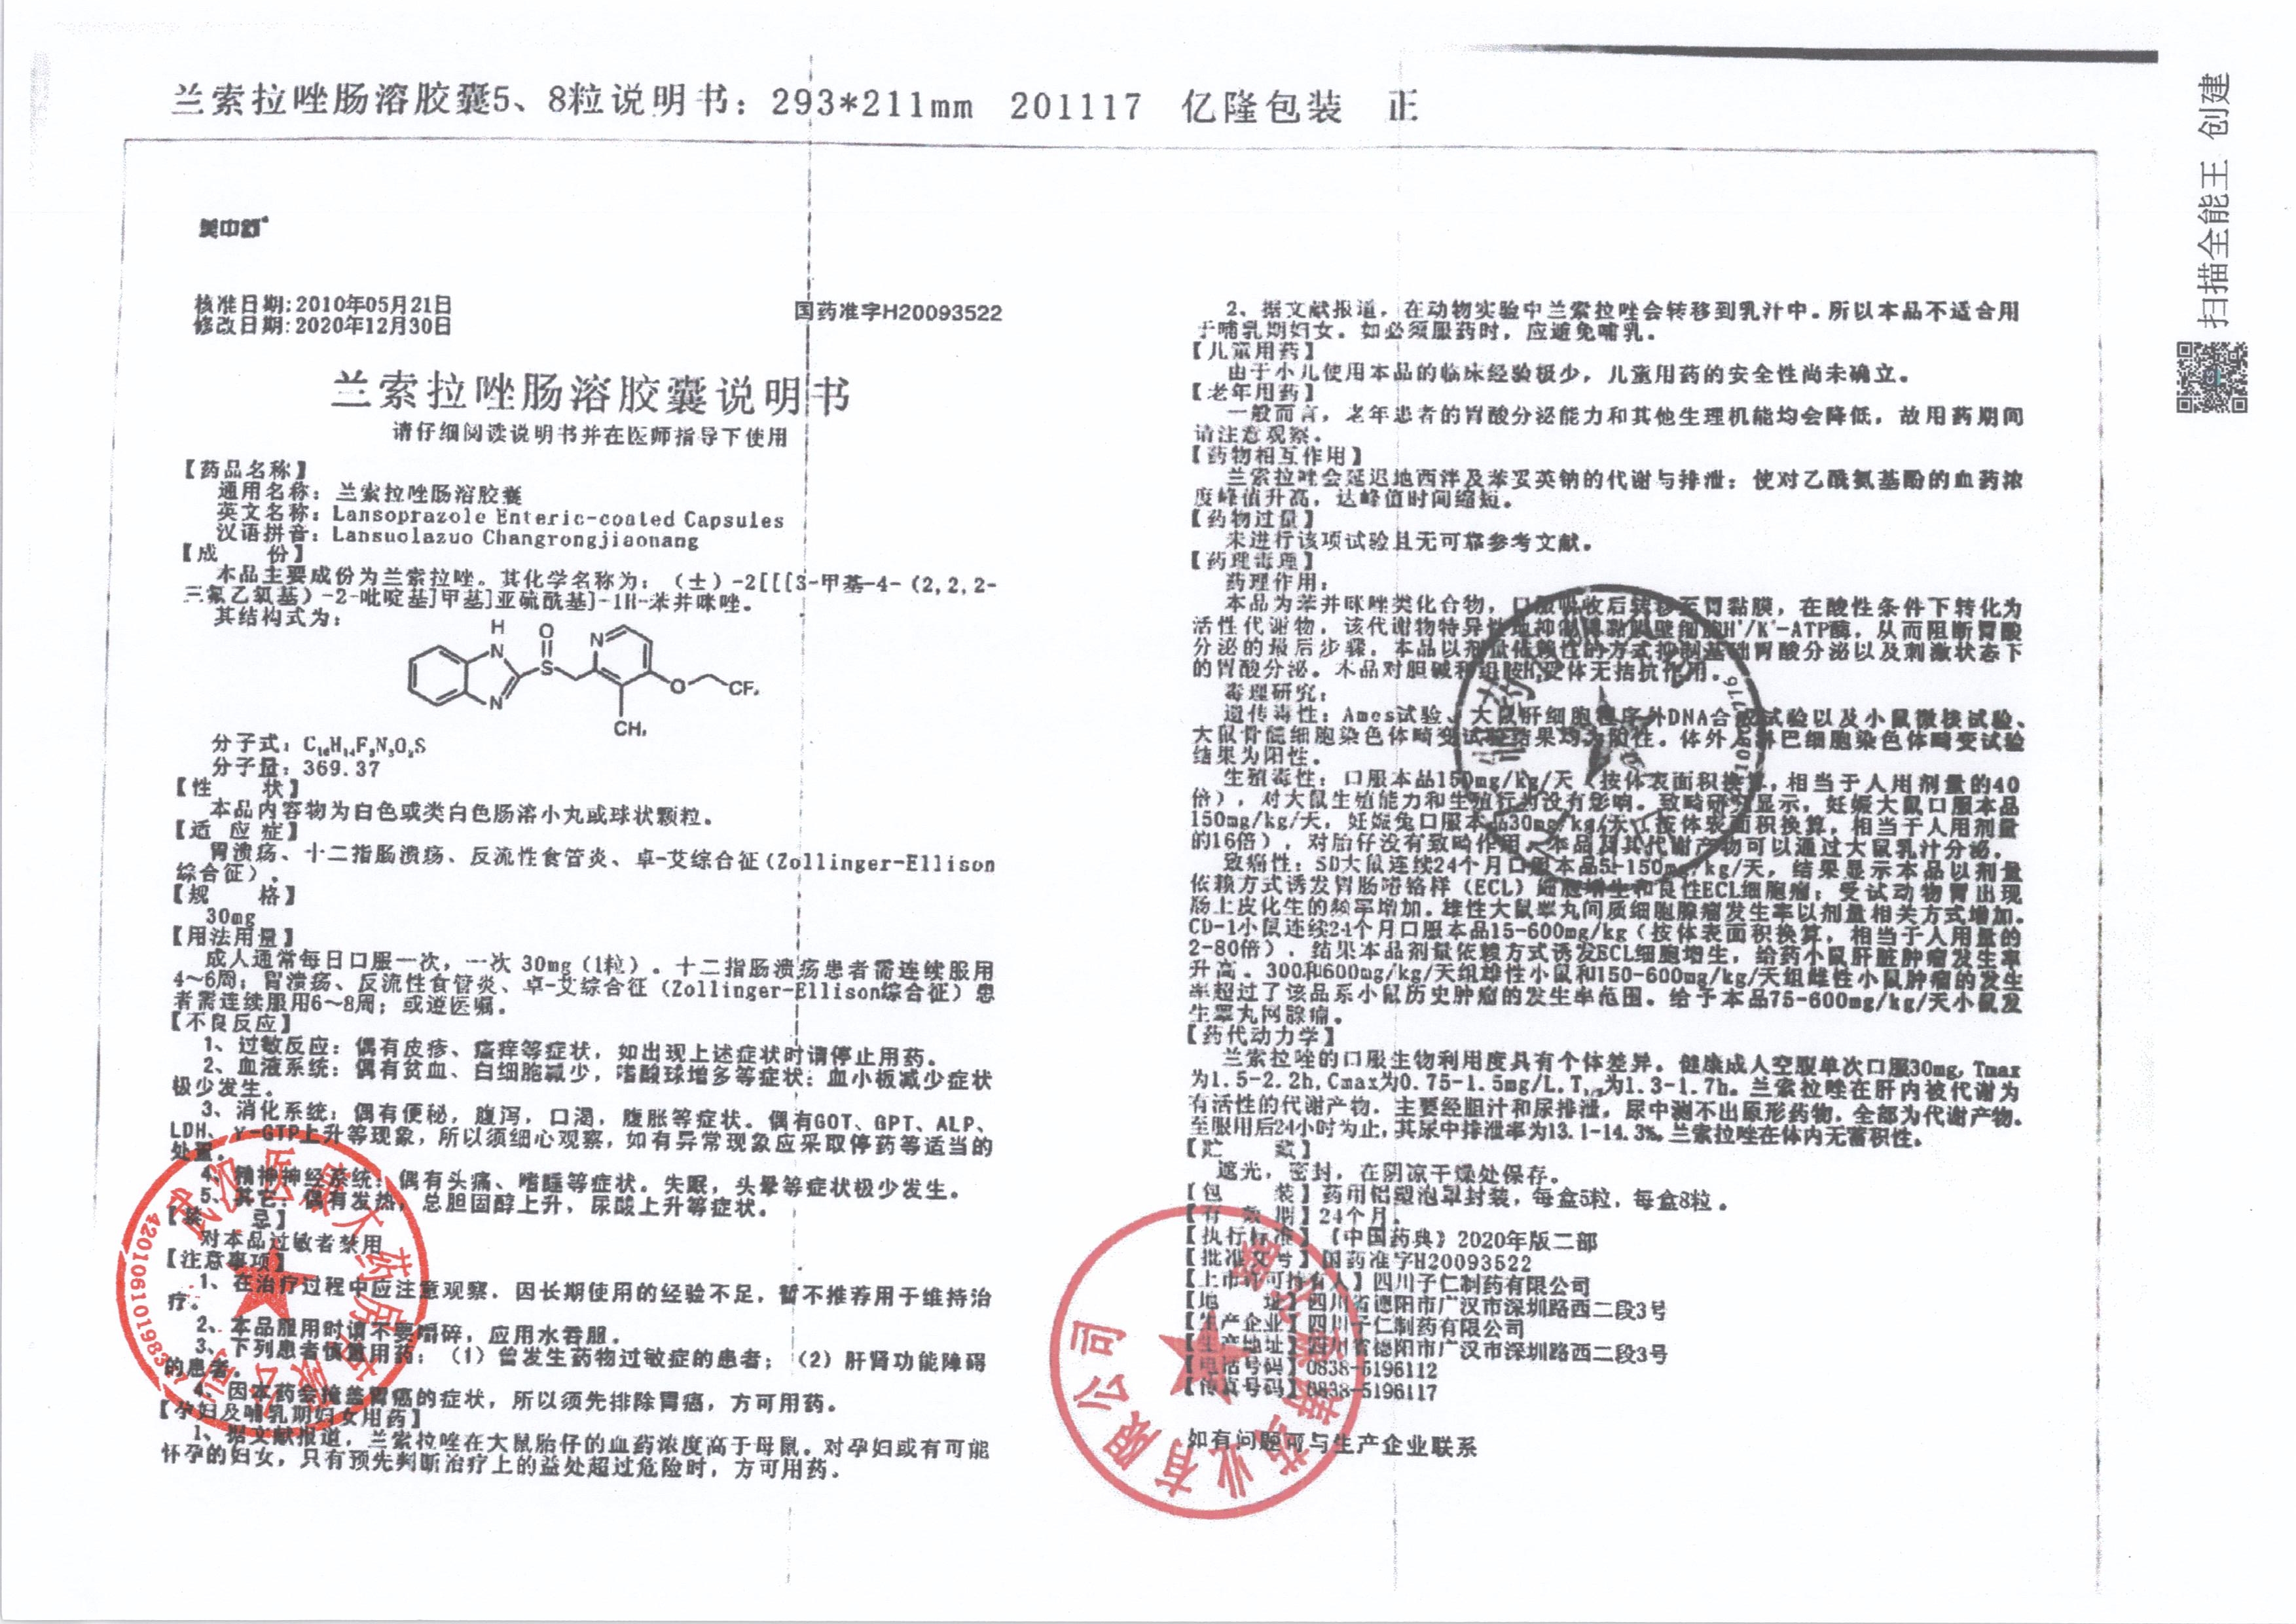 兰索拉唑肠溶胶囊5、8粒说明书：293*211mm 201117 亿隆包装 正
美中舒
核准日期:2010年05月21日
修改日期:2020年12月30日
国药准字H20093522
兰索拉唑肠溶胶囊说明书
请仔细阅读说明书并在医师指导下使用
【药品名称】
通用名称：兰索拉唑肠溶胶囊
英文名称：Lansoprazole Enteric-coated Capsules
汉语拼音：Lansuolazuo Changrongjiaonang
【成 份】
本品主要成份为兰索拉唑。其化学名称为：（±）-2[[[3-甲基-4-（2,2,2-
三氟乙氧基）-2-吡啶基]甲基]亚硫酰基]-1H-苯并咪唑。
其结构式为：
H
N
N
O
S
N
O
CF₃
CH₃
分子式：C₁₆H₁₄F₃N₃O₂S
分子量：369.37
【性 状】
本品内容物为白色或类白色肠溶小丸或球状颗粒。
【适 应 症】
胃溃疡、十二指肠溃疡、反流性食管炎、卓-艾综合征(Zollinger-Ellison
综合征）。
【规 格】
30mg
【用法用量】
成人通常每日口服一次，一次 30mg（1粒）。十二指肠溃疡患者需连续服用
4～6周；胃溃疡、反流性食管炎、卓-艾综合征（Zollinger-Ellison综合征）患
者需连续服用6～8周；或遵医嘱。
【不良反应】
1、过敏反应：偶有皮疹、瘙痒等症状，如出现上述症状时请停止用药。
2、血液系统：偶有贫血、白细胞减少，嗜酸球增多等症状；血小板减少症状
极少发生。
3、消化系统：偶有便秘，腹泻，口渴，腹胀等症状。偶有GOT、GPT、ALP、
LDH、γ-GTP上升等现象，所以须细心观察，如有异常现象应采取停药等适当的
处置。
4、精神神经系统：偶有头痛、嗜睡等症状。失眠，头晕等症状极少发生。
5、其它：偶有发热，总胆固醇上升，尿酸上升等症状。
【禁 忌】
对本品过敏者禁用
【注意事项】
1、在治疗过程中应注意观察，因长期使用的经验不足，暂不推荐用于维持治
疗。
2、本品服用时请不要嚼碎，应用水吞服。
3、下列患者慎重用药：（1）曾发生药物过敏症的患者；（2）肝肾功能障碍
的患者。
4、因本药会掩盖胃癌的症状，所以须先排除胃癌，方可用药。
【孕妇及哺乳期妇女用药】
1、据文献报道，兰索拉唑在大鼠胎仔的血药浓度高于母鼠。对孕妇或有可能
怀孕的妇女，只有预先判断治疗上的益处超过危险时，方可用药。
2、据文献报道，在动物实验中兰索拉唑会转移到乳汁中。所以本品不适合用
于哺乳期妇女。如必须服药时，应避免哺乳。
【儿童用药】
由于小儿使用本品的临床经验极少，儿童用药的安全性尚未确立。
【老年用药】
一般而言，老年患者的胃酸分泌能力和其他生理机能均会降低，故用药期间
请注意观察。
【药物相互作用】
兰索拉唑会延迟地西泮及苯妥英钠的代谢与排泄；使对乙酰氨基酚的血药浓
度峰值升高，达峰值时间缩短。
【药物过量】
未进行该项试验且无可靠参考文献。
【药理毒理】
药理作用：
本品为苯并咪唑类化合物，口服吸收后转移至胃黏膜，在酸性条件下转化为
活性代谢物，该代谢物特异性地抑制胃黏膜壁细胞H⁺/K⁺-ATP酶，从而阻断胃酸
分泌的最后步骤。本品以剂量依赖性的方式抑制基础胃酸分泌以及刺激状态下
的胃酸分泌。本品对胆碱和组胺H₂受体无拮抗作用。
毒理研究：
遗传毒性：Ames试验、大鼠肝细胞程序外DNA合成试验以及小鼠微核试验、
大鼠骨髓细胞染色体畸变试验结果均为阴性。体外人淋巴细胞染色体畸变试验
结果为阳性。
生殖毒性：口服本品150mg/kg/天（按体表面积换算，相当于人用剂量的40
倍），对大鼠生殖能力和生殖行为没有影响。致畸研究显示，妊娠大鼠口服本品
150mg/kg/天，妊娠兔口服本品30mg/kg/天（按体表面积换算，相当于人用剂量
的16倍），对胎仔没有致畸作用。本品及其代谢产物可以通过大鼠乳汁分泌。
致癌性：SD大鼠连续24个月口服本品5-150mg/kg/天，结果显示本品以剂量
依赖方式诱发胃肠嗜铬样（ECL）细胞增生和良性ECL细胞瘤；受试动物胃出现
肠上皮化生的频率增加。雄性大鼠睾丸间质细胞腺瘤发生率以剂量相关方式增加。
CD-1小鼠连续24个月口服本品15-600mg/kg（按体表面积换算，相当于人用量的
2-80倍），结果本品剂量依赖方式诱发ECL细胞增生，给药小鼠肝脏肿瘤发生率
升高。300和600mg/kg/天组雄性小鼠和150-600mg/kg/天组雌性小鼠肿瘤的发生
率超过了该品系小鼠历史肿瘤的发生率范围。给予本品75-600mg/kg/天小鼠发
生睾丸网腺瘤。
【药代动力学】
兰索拉唑的口服生物利用度具有个体差异。健康成人空腹单次口服30mg，Tmax
为1.5-2.2h,Cmax为0.75-1.5mg/L.T₁/₂为1.3-1.7h。兰索拉唑在肝内被代谢为
有活性的代谢产物，主要经胆汁和尿排泄，尿中测不出原形药物，全部为代谢产物。
至服用后24小时为止，其尿中排泄率为13.1-14.3%，兰索拉唑在体内无蓄积性。
【贮 藏】
遮光，密封，在阴凉干燥处保存。
【包 装】药用铝塑泡罩封装，每盒5粒，每盒8粒。
【有 效 期】24个月。
【执行标准】《中国药典》2020年版二部
【批准文号】国药准字H20093522
【上市许可持有人】四川子仁制药有限公司
【地 址】四川省德阳市广汉市深圳路西二段3号
【生产企业】四川子仁制药有限公司
【生产地址】四川省德阳市广汉市深圳路西二段3号
【电话号码】0838-5196112
【传真号码】0838-5196117
如有问题可与生产企业联系
扫描全能王 创建